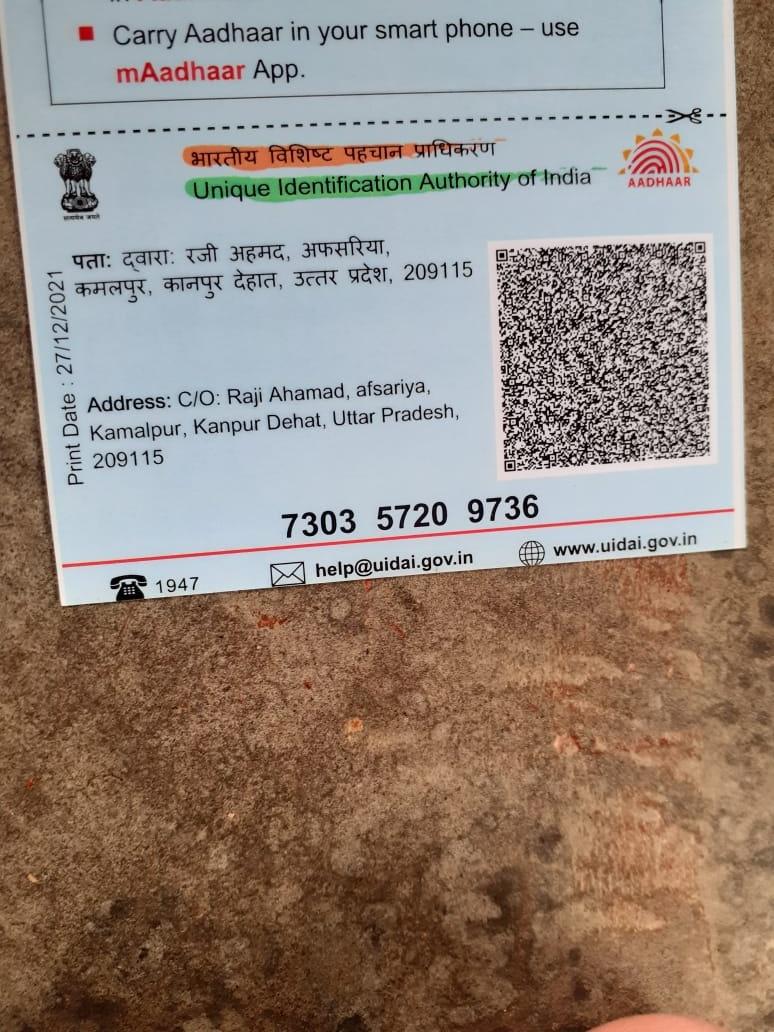 Carry Aadhaar in your smart phone – use
mAadhaar App.
भारतीय विशिष्ट पहचान प्राधिकरण
Unique Identification Authority of India
AADHAAR
सत्यमेव जयते
पताः द्वाराः रजी अहमद, अफसरिया,
कमलपुर, कानपुर देहात, उत्तर प्रदेश, 209115
Print Date : 27/12/2021
Address: C/O: Raji Ahamad, afsariya,
Kamalpur, Kanpur Dehat, Uttar Pradesh,
209115
7303 5720 9736
1947
help@uidai.gov.in
www.uidai.gov.in